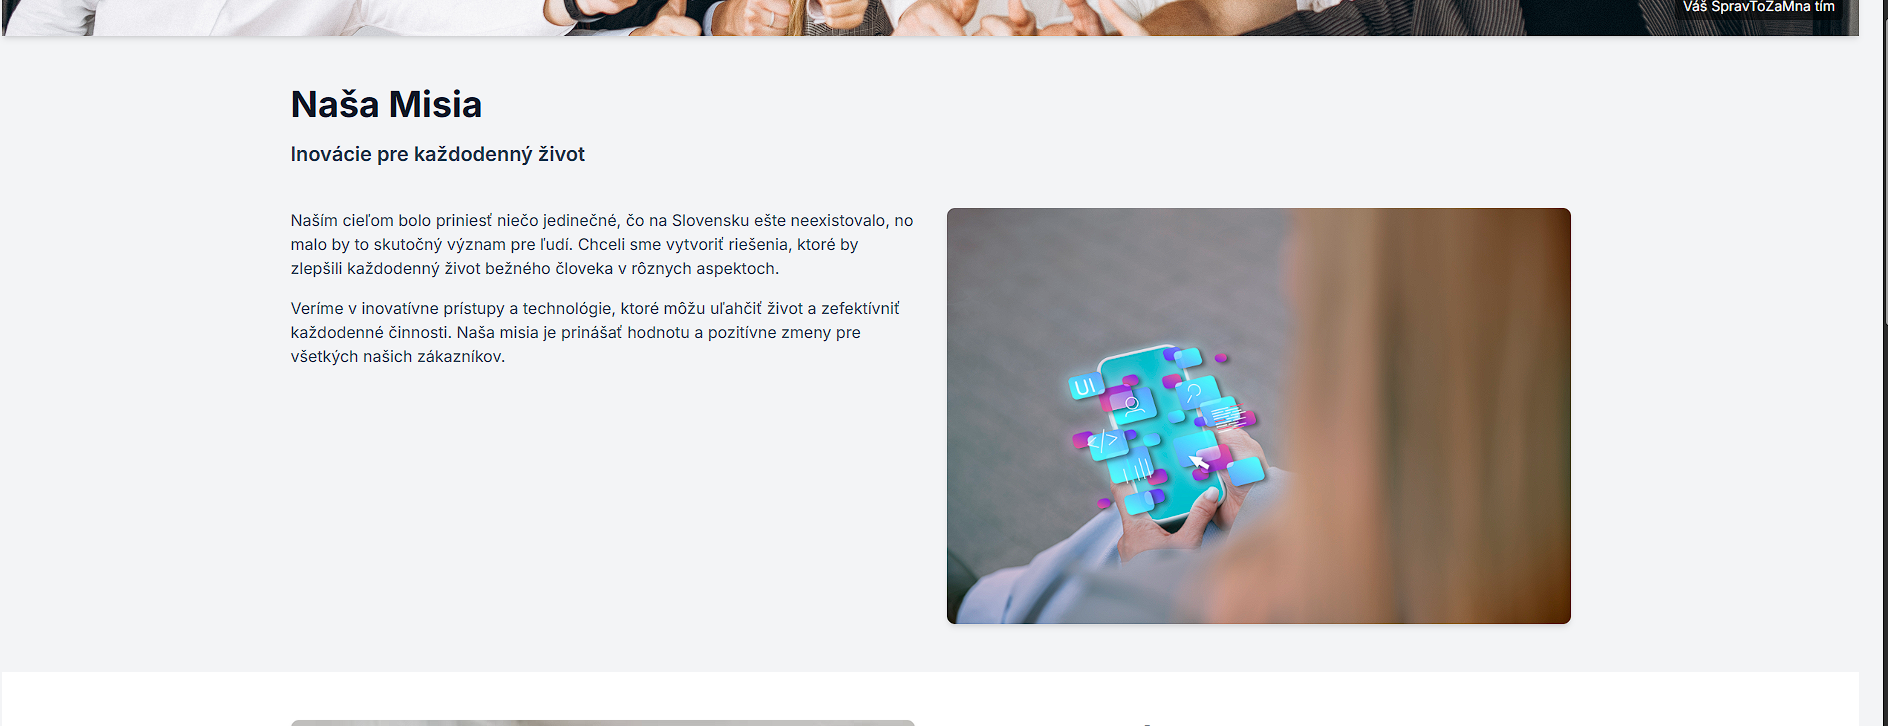 Váš SpravToZaMna tím
Naša Misia
Inovácie pre každodenný život
Naším cieľom bolo priniesť niečo jedinečné, čo na Slovensku ešte neexistovalo, no
malo by to skutočný význam pre ľudí. Chceli sme vytvoriť riešenia, ktoré by
zlepšili každodenný život bežného človeka v rôznych aspektoch.
Veríme v inovatívne prístupy a technológie, ktoré môžu uľahčiť život a zefektívniť
každodenné činnosti. Naša misia je prinášať hodnotu a pozitívne zmeny pre
všetkých našich zákazníkov.
UI
</>